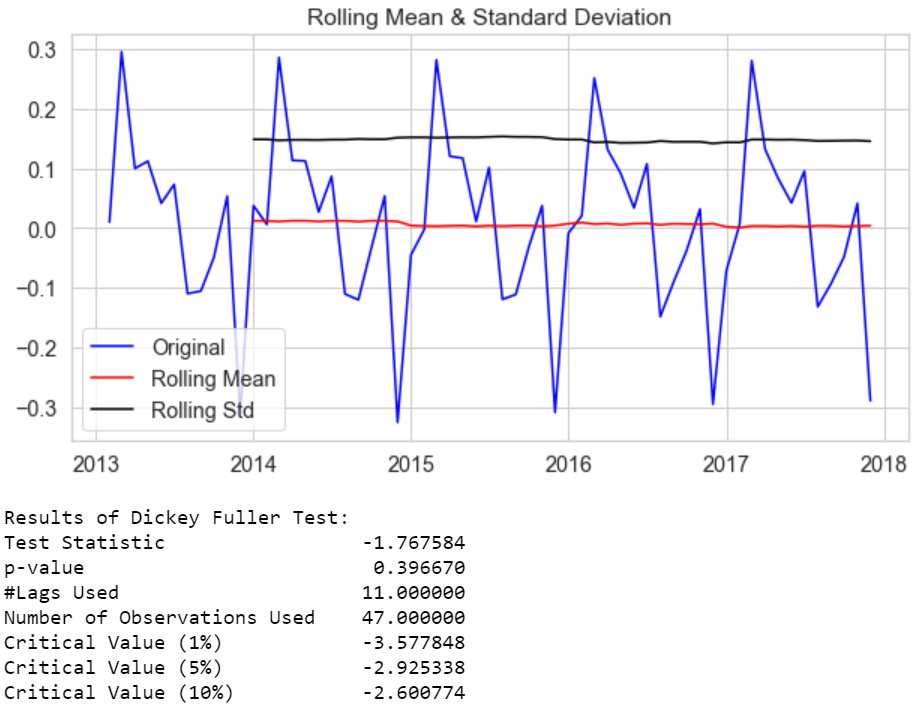 Rolling Mean & Standard Deviation
0.3
0.2
0.1
0.0
−0.1
−0.2
−0.3
Original
Rolling Mean
Rolling Std
2013 2014 2015 2016 2017 2018
Results of Dickey Fuller Test:
Test Statistic -1.767584
p-value 0.396670
#Lags Used 11.000000
Number of Observations Used 47.000000
Critical Value (1%) -3.577848
Critical Value (5%) -2.925338
Critical Value (10%) -2.600774